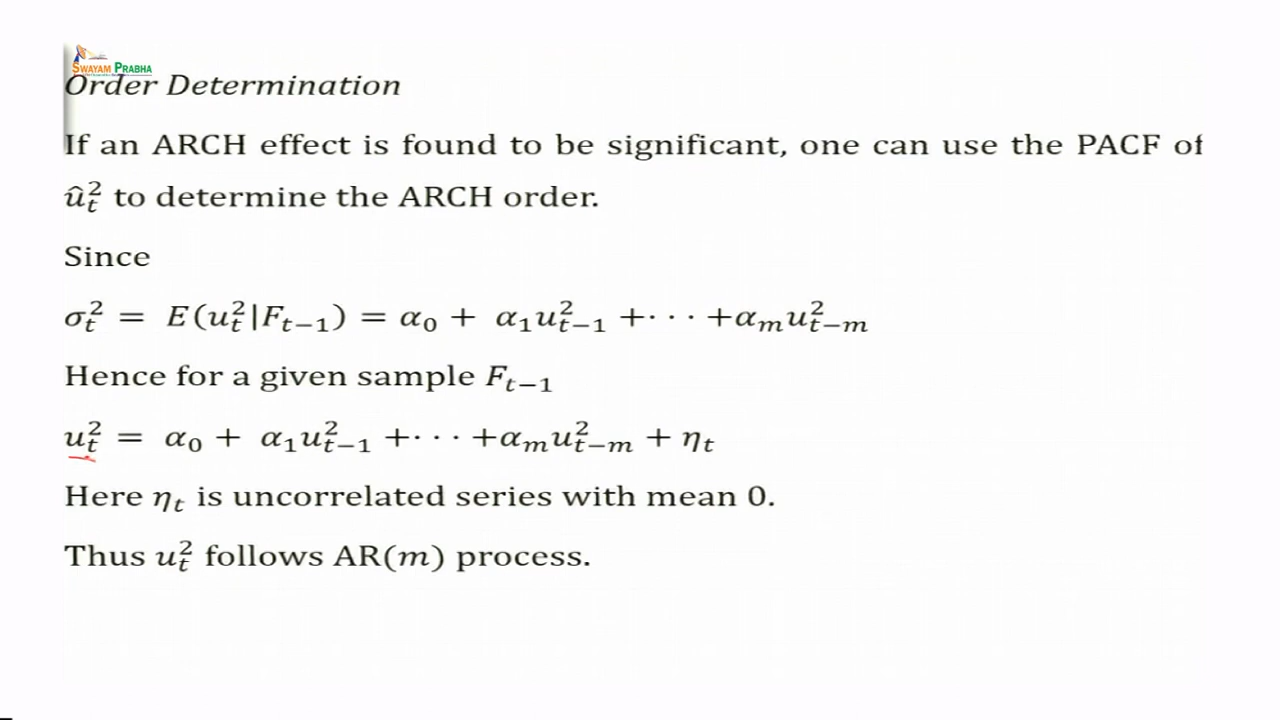 SWAYAM PRABHA
Order Determination
If an ARCH effect is found to be significant, one can use the PACF of
û²ₜ to determine the ARCH order.
Since
σ²ₜ = E(u²ₜ|Fₜ₋₁) = α₀ + α₁u²ₜ₋₁ +· · · +αₘu²ₜ₋ₘ
Hence for a given sample Fₜ₋₁
u²ₜ = α₀ + α₁u²ₜ₋₁ +· · · +αₘu²ₜ₋ₘ + ηₜ
Here ηₜ is uncorrelated series with mean 0.
Thus u²ₜ follows AR(m) process.